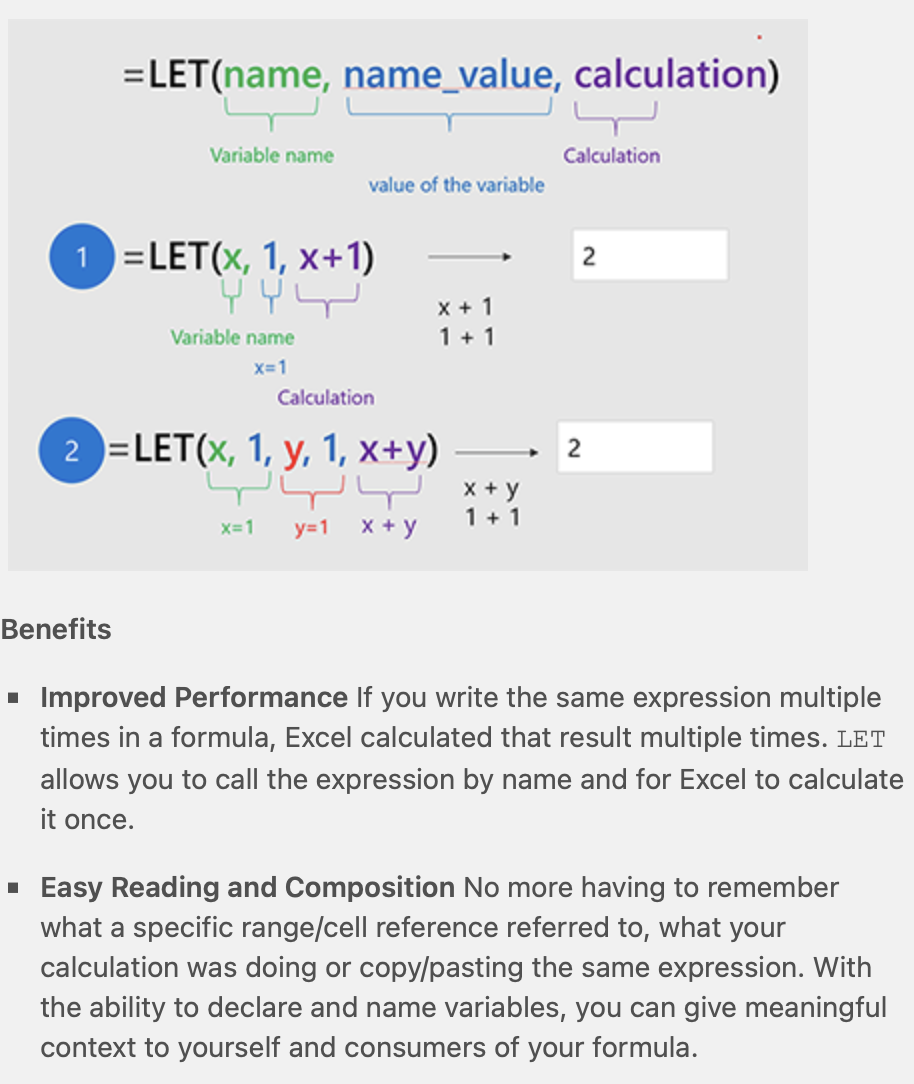 =LET(name, name_value, calculation)
Variable name
Calculation
value of the variable
1 =LET(x, 1, x+1) 2
x + 1
1 + 1
Variable name
x=1
Calculation
2 =LET(x, 1, y, 1, x+y) 2
x + y
1 + 1
x=1 y=1 x + y
Benefits
▪ Improved Performance If you write the same expression multiple
times in a formula, Excel calculated that result multiple times. LET
allows you to call the expression by name and for Excel to calculate
it once.
▪ Easy Reading and Composition No more having to remember
what a specific range/cell reference referred to, what your
calculation was doing or copy/pasting the same expression. With
the ability to declare and name variables, you can give meaningful
context to yourself and consumers of your formula.